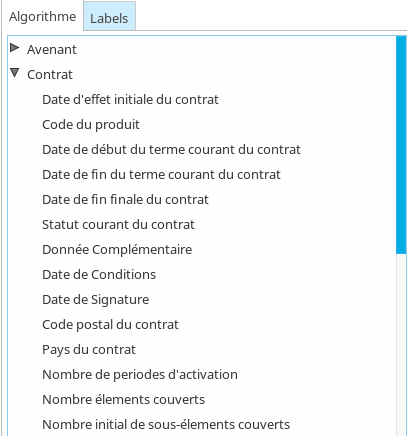 Algorithme
Labels
Avenant
Contrat
Date d'effet initiale du contrat
Code du produit
Date de début du terme courant du contrat
Date de fin du terme courant du contrat
Date de fin finale du contrat
Statut courant du contrat
Donnée Complémentaire
Date de Conditions
Date de Signature
Code postal du contrat
Pays du contrat
Nombre de periodes d'activation
Nombre élements couverts
Nombre initial de sous-élements couverts